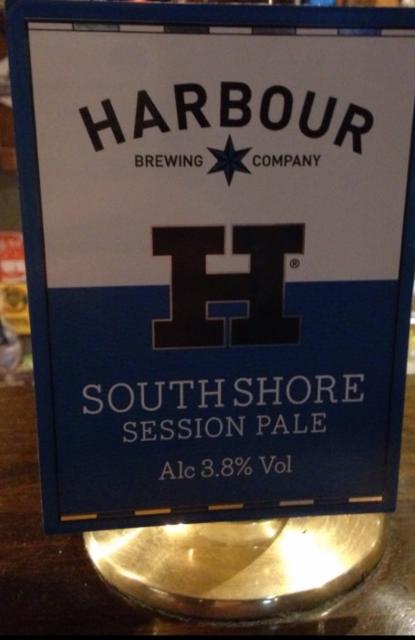 HARBOUR
BREWING COMPANY
H®
SOUTH SHORE
SESSION PALE
Alc 3.8% Vol